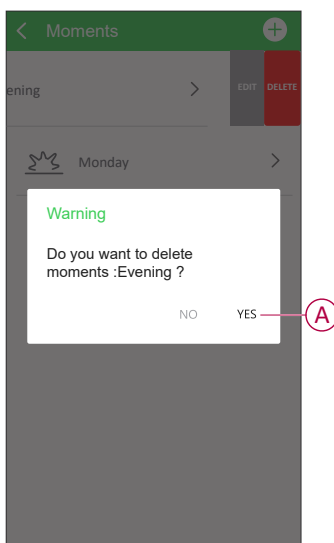 Moments
ening
EDIT
DELETE
Monday
Warning
Do you want to delete
moments :Evening ?
NO
YES
A